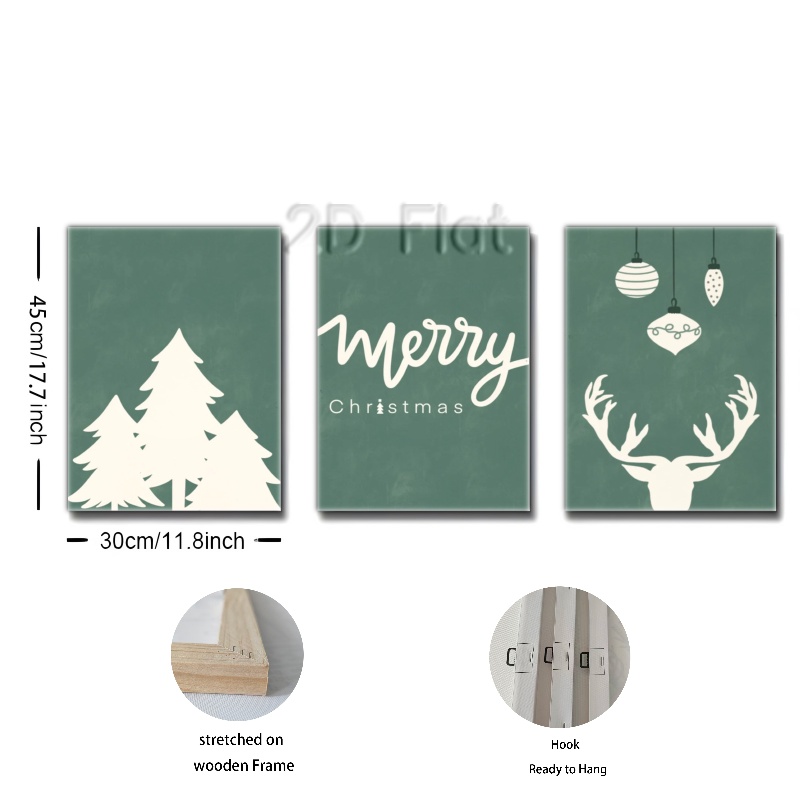 2D Flat
45cm/17.7inch
Merry
Christmas
30cm/11.8inch
stretched on
wooden Frame
Hook
Ready to Hang